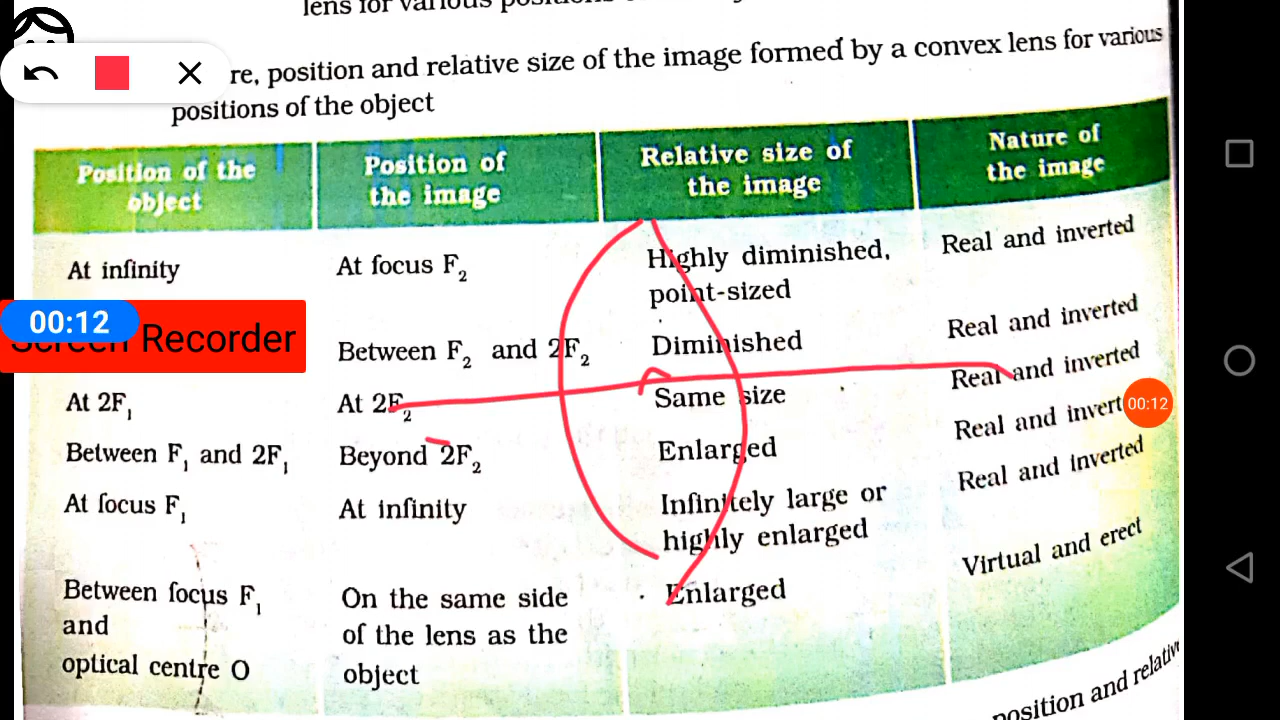 lens for various positions
re, position and relative size of the image formed by a convex lens for various
positions of the object
Position of the object
Position of the image
Relative size of the image
Nature of the image
At infinity
At focus F2
Highly diminished, point-sized
Real and inverted
00:12
Screen Recorder
Between F2 and 2F2
Diminished
Real and inverted
At 2F1
At 2F2
Same size
Real and inverted
00:12
Between F1 and 2F1
Beyond 2F2
Enlarged
Real and invert
At focus F1
At infinity
Infinitely large or highly enlarged
Real and inverted
Between focus F1 and optical centre O
On the same side of the lens as the object
Enlarged
Virtual and erect
position and relativ